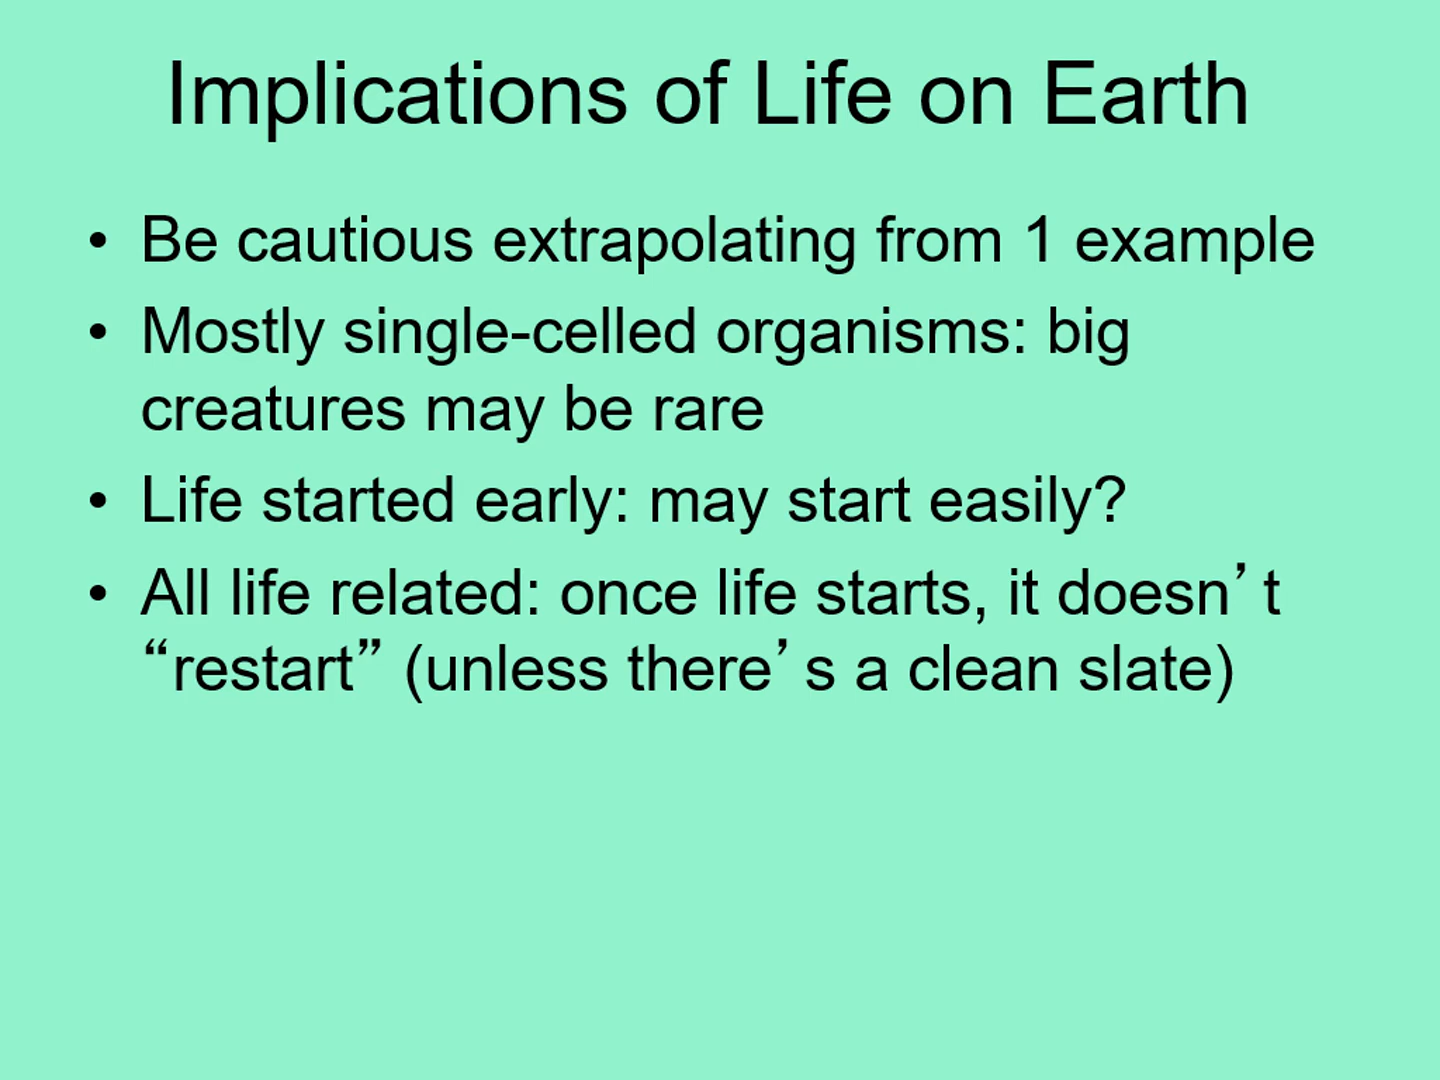 Implications of Life on Earth
• Be cautious extrapolating from 1 example
• Mostly single-celled organisms: big
creatures may be rare
• Life started early: may start easily?
• All life related: once life starts, it doesn’t
“restart” (unless there’s a clean slate)